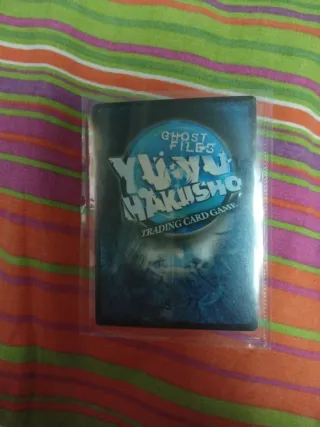 GHOST
FILES
YU YU
HAKUSHO
TRADING CARD GAME